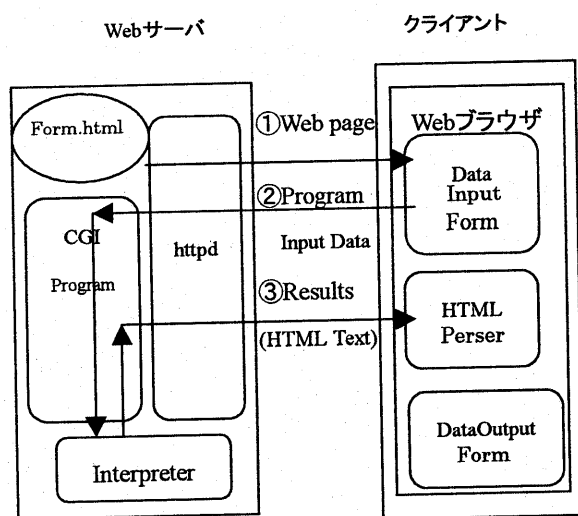 Webサーバ
クライアント
Form.html
①Web page
Webブラウザ
Data
Input
Form
②Program
CGI
httpd
Input Data
Program
③Results
HTML
Perser
(HTML Text)
DataOutput
Form
Interpreter